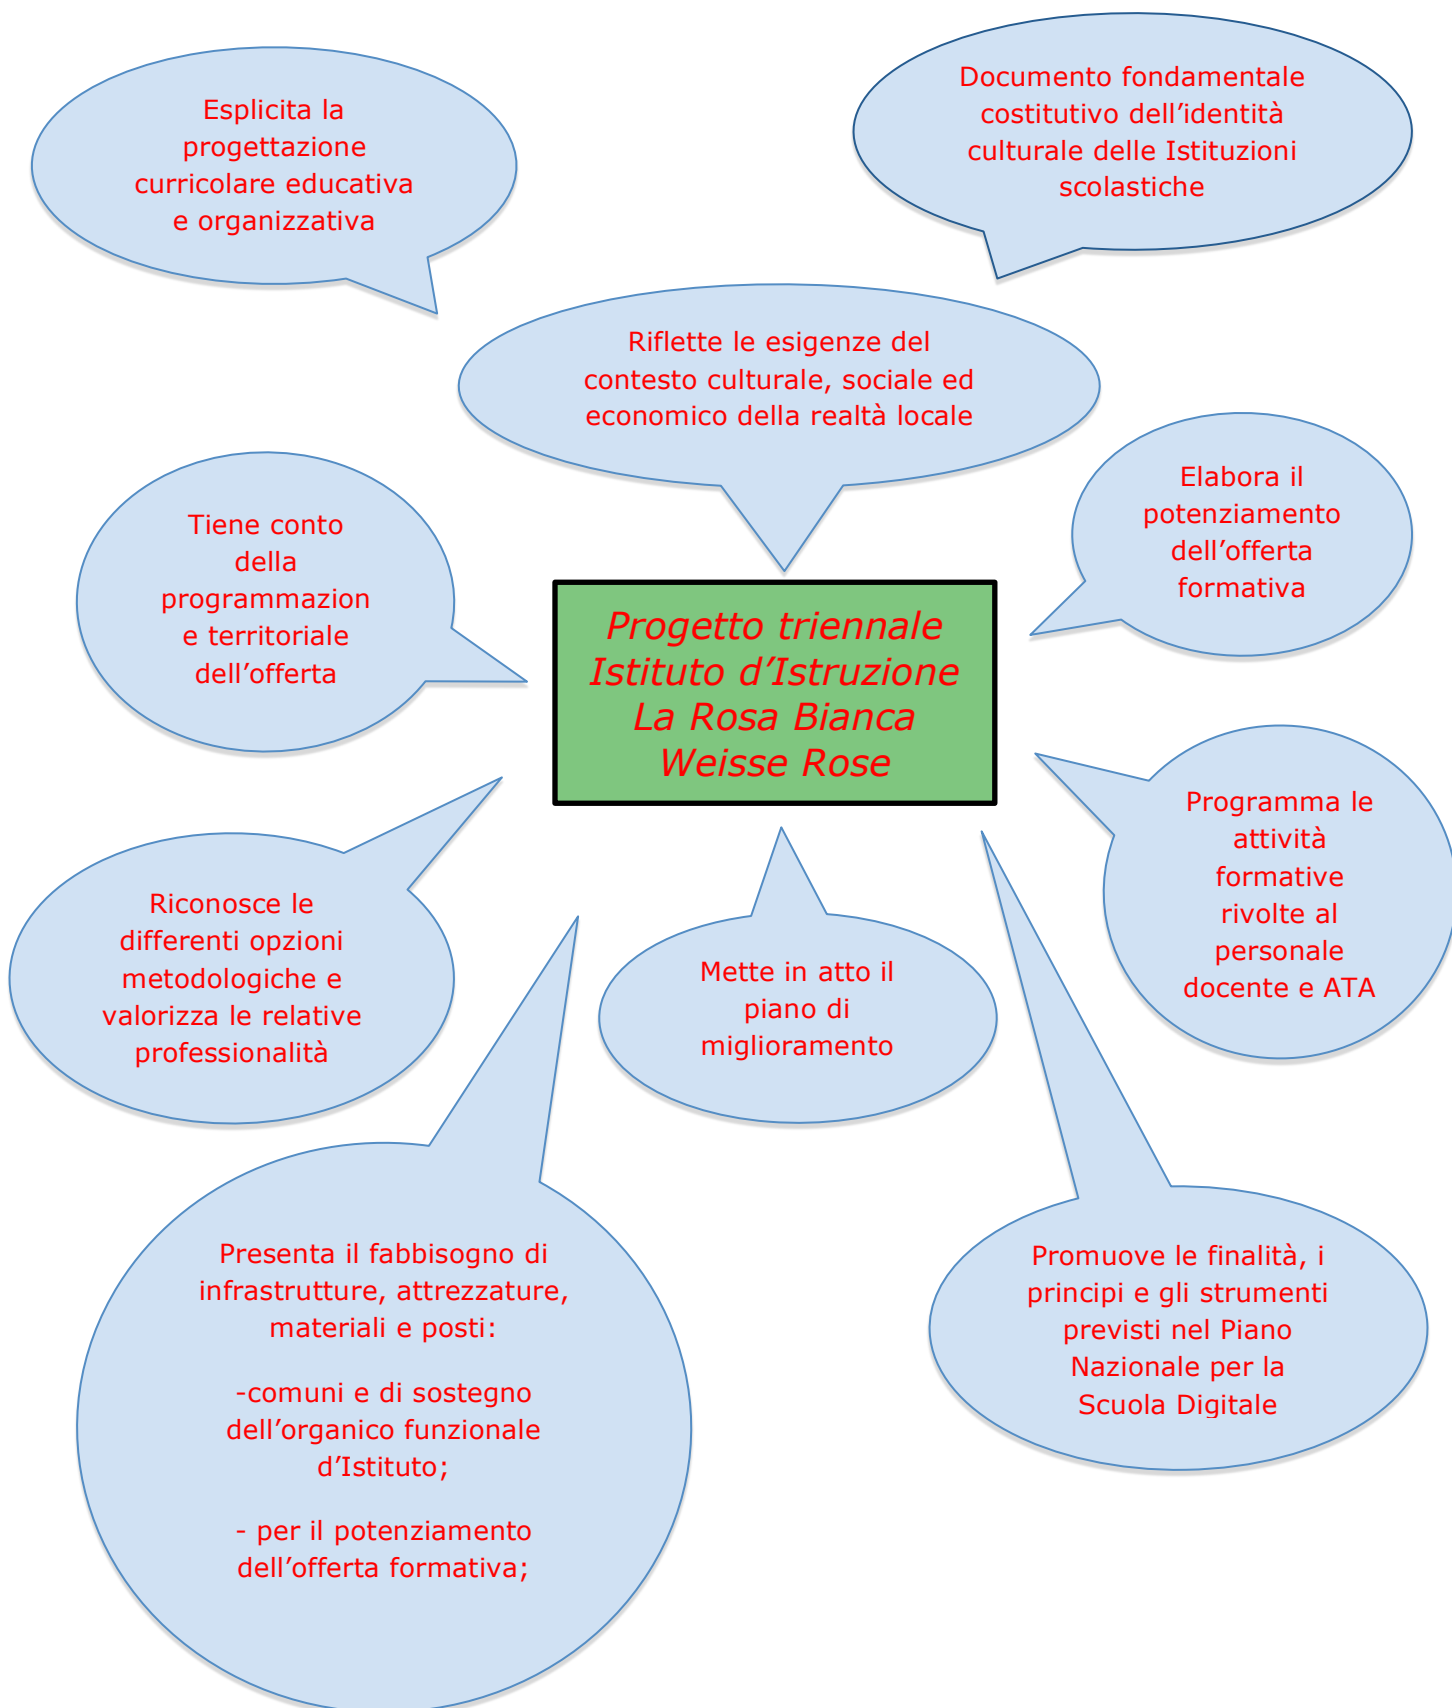 Esplicita la
progettazione
curricolare educativa
e organizzativa
Documento fondamentale
costitutivo dell’identità
culturale delle Istituzioni
scolastiche
Riflette le esigenze del
contesto culturale, sociale ed
economico della realtà locale
Elabora il
potenziamento
dell’offerta
formativa
Tiene conto
della
programmazion
e territoriale
dell’offerta
Progetto triennale
Istituto d’Istruzione
La Rosa Bianca
Weisse Rose
Programma le
attività
formative
rivolte al
personale
docente e ATA
Riconosce le
differenti opzioni
metodologiche e
valorizza le relative
professionalità
Mette in atto il
piano di
miglioramento
Presenta il fabbisogno di
infrastrutture, attrezzature,
materiali e posti:
-comuni e di sostegno
dell’organico funzionale
d’Istituto;
- per il potenziamento
dell’offerta formativa;
Promuove le finalità, i
principi e gli strumenti
previsti nel Piano
Nazionale per la
Scuola Digitale